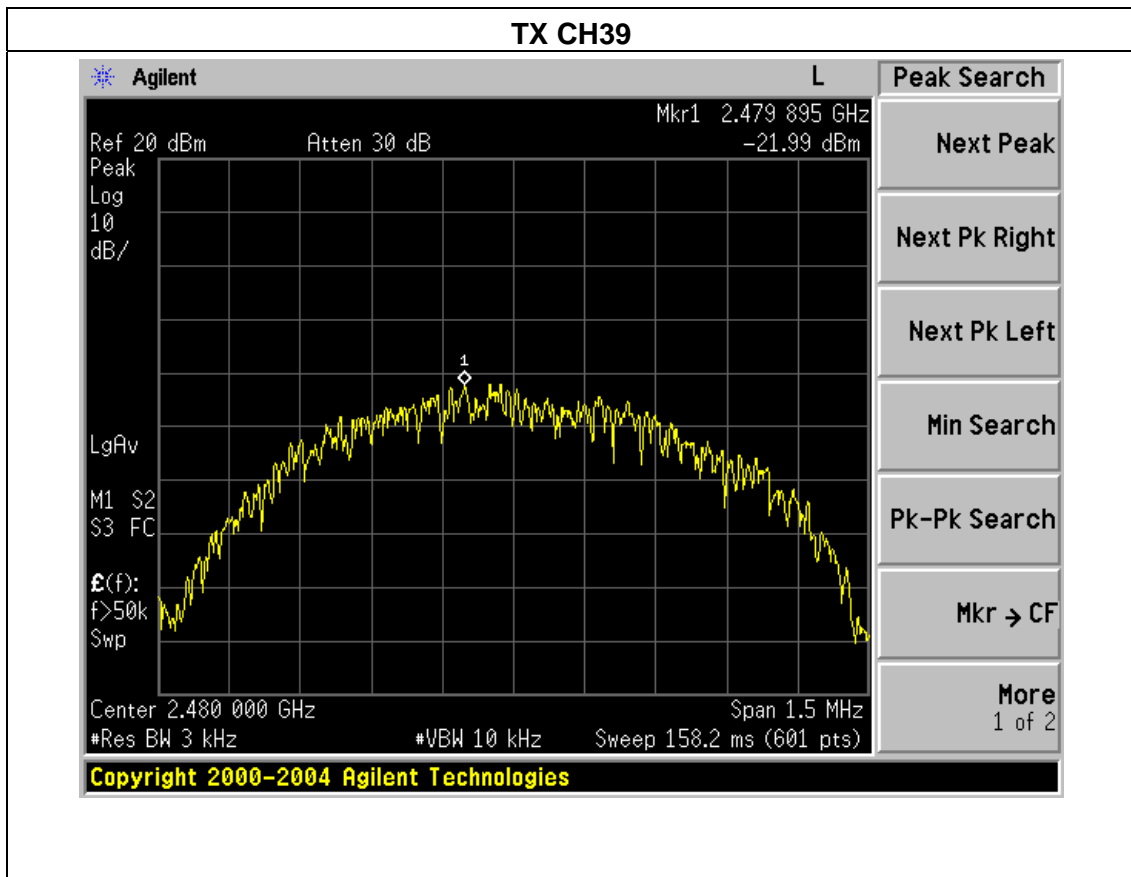 TX CH39
Agilent L Peak Search
Mkr1 2.479 895 GHz
Ref 20 dBm Atten 30 dB -21.99 dBm
Peak
Log
10
dB/
1
LgAv
M1 S2
S3 FC
£(f):
f>50k
Swp
Center 2.480 000 GHz Span 1.5 MHz
#Res BW 3 kHz #VBW 10 kHz Sweep 158.2 ms (601 pts)
Copyright 2000-2004 Agilent Technologies
Next Peak
Next Pk Right
Next Pk Left
Min Search
Pk-Pk Search
Mkr → CF
More
1 of 2